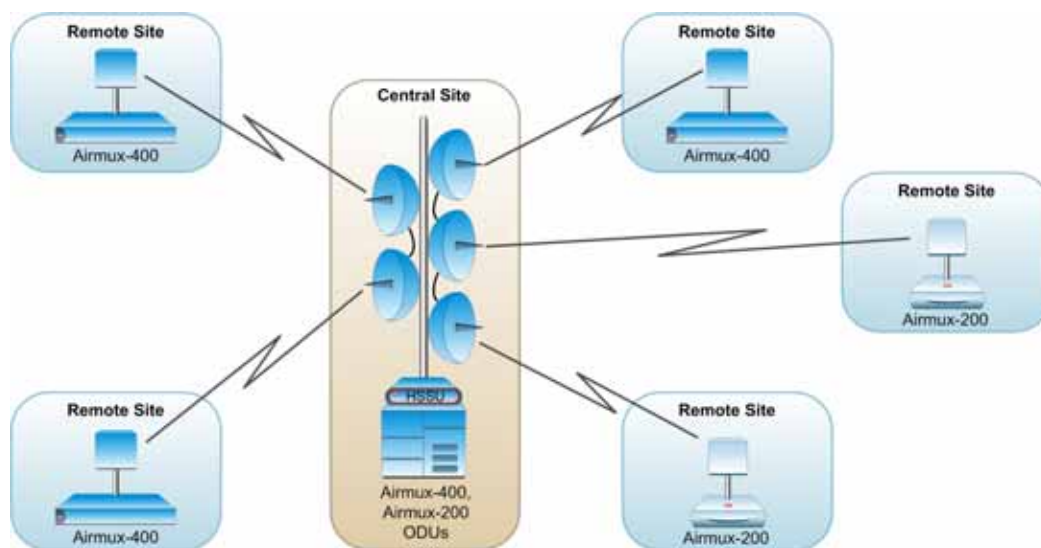 Remote Site
Airmux-400
Remote Site
Airmux-400
Central Site
HSSU
Airmux-400,
Airmux-200
ODUs
Remote Site
Airmux-200
Remote Site
Airmux-400
Remote Site
Airmux-200